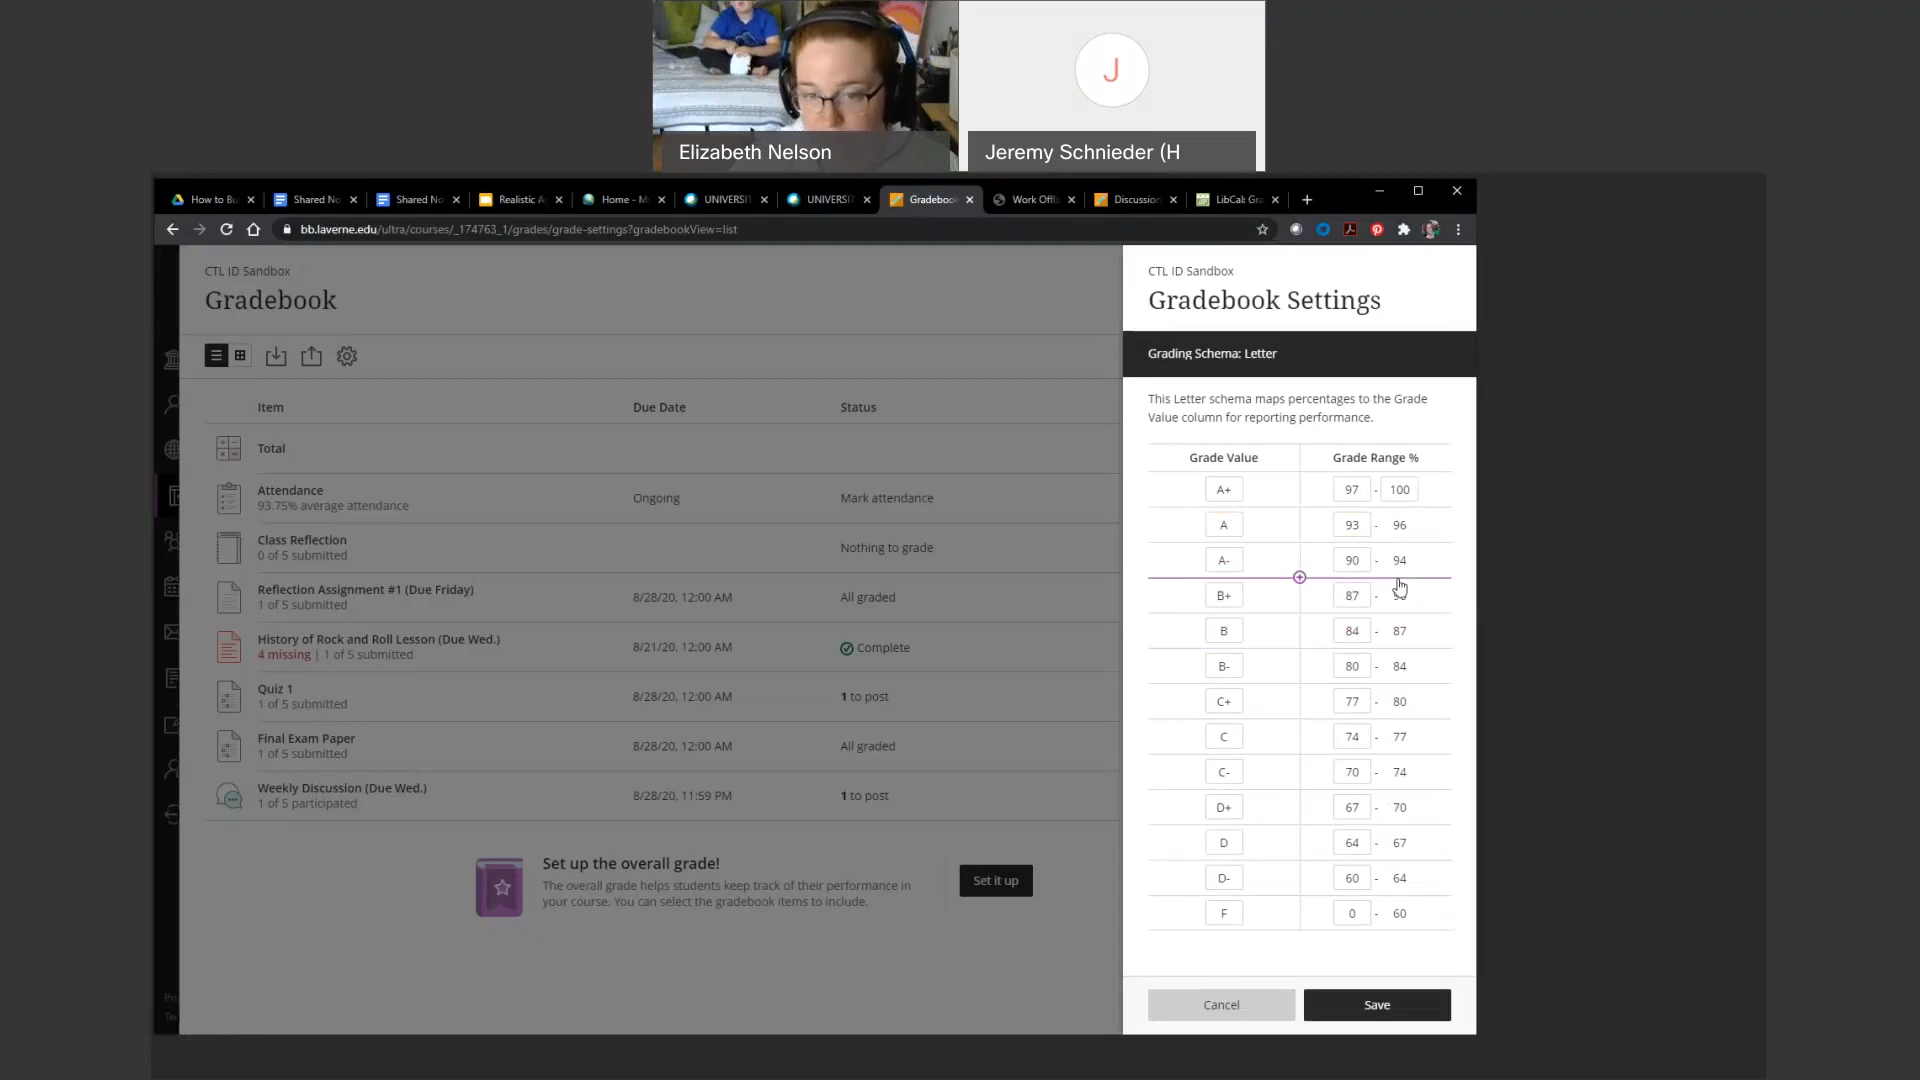 J
Elizabeth Nelson
Jeremy Schnieder (H
How to Bu
Shared No
Shared No
Realistic A
Home - M
UNIVERSIT
UNIVERSIT
Gradebook
Work Offl
Discussion
LibCal: Gra
bb.laverne.edu/ultra/courses/_174763_1/grades/grade-settings?gradebookView=list
CTL ID Sandbox
Gradebook
Item Due Date Status
Total
Attendance
93.75% average attendance
Ongoing
Mark attendance
Class Reflection
0 of 5 submitted
Nothing to grade
Reflection Assignment #1 (Due Friday)
1 of 5 submitted
8/28/20, 12:00 AM
All graded
History of Rock and Roll Lesson (Due Wed.)
4 missing | 1 of 5 submitted
8/21/20, 12:00 AM
Complete
Quiz 1
1 of 5 submitted
8/28/20, 12:00 AM
1 to post
Final Exam Paper
1 of 5 submitted
8/28/20, 12:00 AM
All graded
Weekly Discussion (Due Wed.)
1 of 5 participated
8/28/20, 11:59 PM
1 to post
Set up the overall grade!
The overall grade helps students keep track of their performance in
your course. You can select the gradebook items to include.
Set it up
CTL ID Sandbox
Gradebook Settings
Grading Schema: Letter
This Letter schema maps percentages to the Grade
Value column for reporting performance.
Grade Value Grade Range %
A+ 97 - 100
A 93 - 96
A- 90 - 94
B+ 87 -
B 84 - 87
B- 80 - 84
C+ 77 - 80
C 74 - 77
C- 70 - 74
D+ 67 - 70
D 64 - 67
D- 60 - 64
F 0 - 60
Cancel
Save